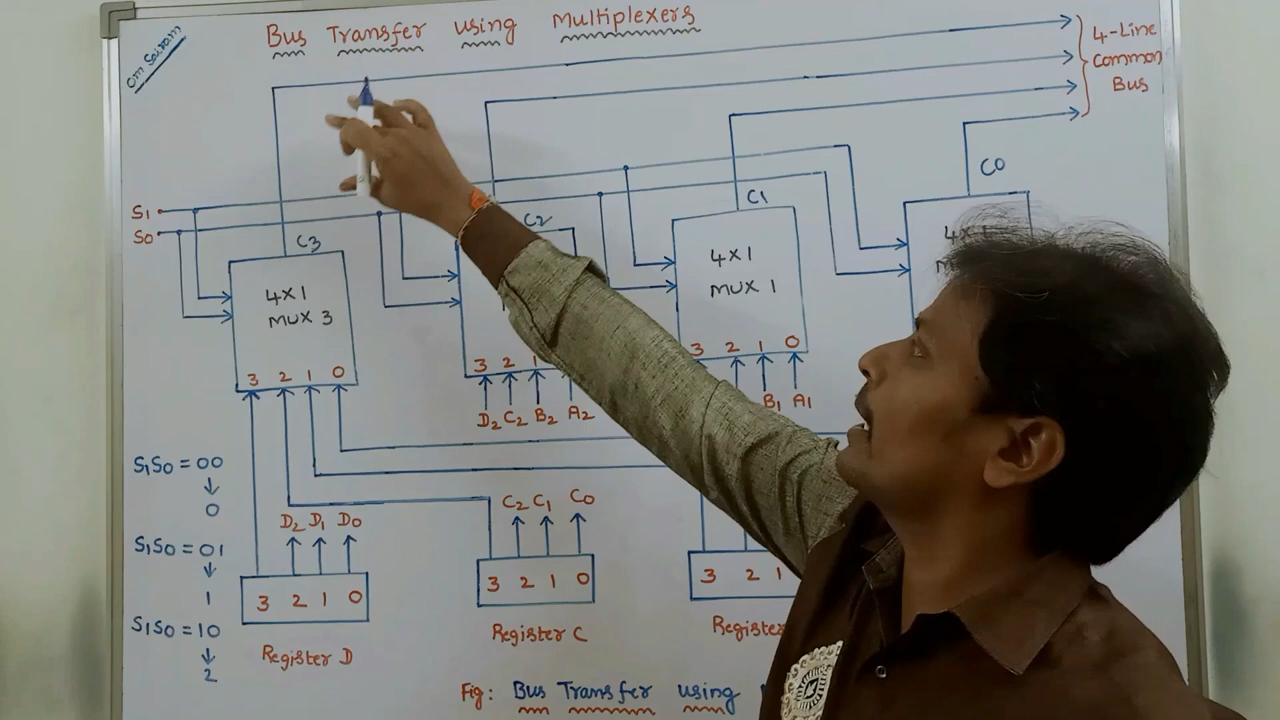 Om Sairam
Bus Transfer using Multiplexers
4-Line
Common
Bus
S1
S0
C3
C2
C1
C0
4X1
MUX 3
3 2 1 0
3 2 1
D2 C2 B2 A2
4X1
MUX 1
3 2 1 0
B1 A1
4X1
S1S0 = 00
↓
0
S1S0 = 01
↓
1
S1S0 = 10
↓
2
D2 D1 D0
3 2 1 0
Register D
C2 C1 C0
3 2 1 0
Register C
3 2 1
Register
Fig: Bus Transfer using